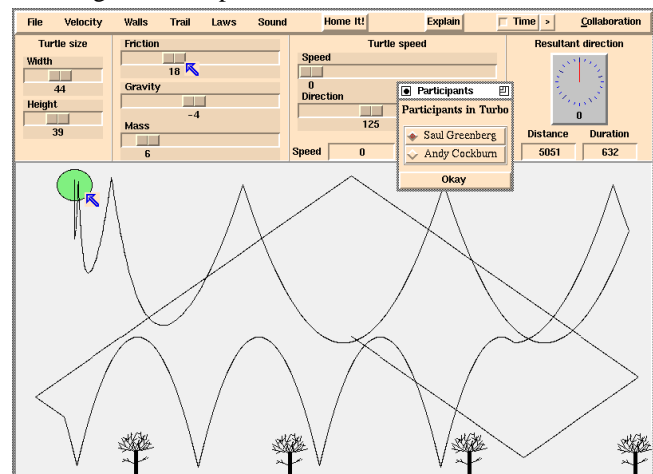 File Velocity Walls Trail Laws Sound Home It! Explain Time > Collaboration
Turtle size
Width
44
Height
39
Friction
18
Gravity
-4
Mass
6
Turtle speed
Speed
0
Direction
125
Speed 0
Participants
Participants in Turbo
Saul Greenberg
Andy Cockburn
Okay
Resultant direction
0
Distance Duration
5051 632